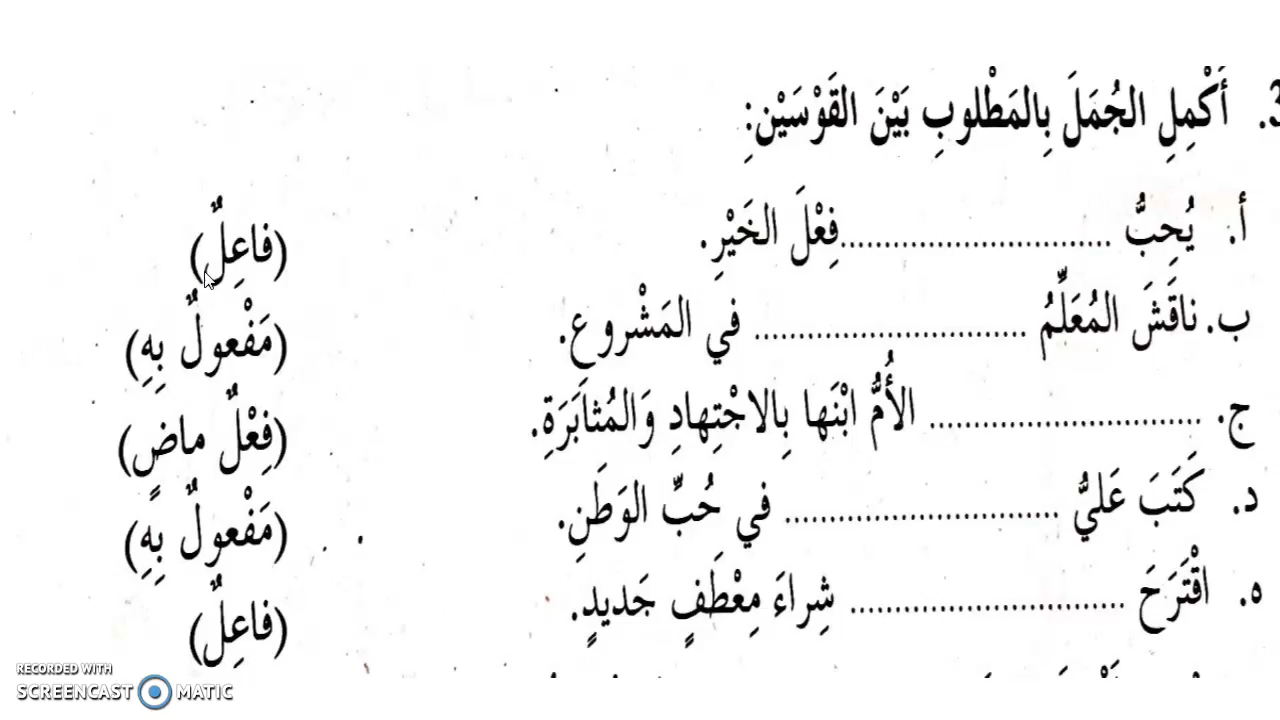 3. أَكْمِلِ الجُمَلَ بِالمَطْلوبِ بَيْنَ القَوْسَيْنِ:
أ. يُحِبُّ ..............................فِعْلَ الخَيْرِ. (فاعِلٌ)
ب. ناقَشَ المُعَلِّمُ .............................. في المَشْروعِ. (مَفْعولٌ بِهِ)
ج. .............................. الأُمُّ ابْنَها بِالاجْتِهادِ وَالمُثابَرَةِ. (فِعْلٌ ماضٍ)
د. كَتَبَ عَليٌّ .............................. في حُبِّ الوَطَنِ. (مَفْعولٌ بِهِ)
ه. اقْتَرَحَ .............................. شِراءَ مِعْطَفٍ جَديدٍ. (فاعِلٌ)
RECORDED WITH
SCREENCAST MATIC